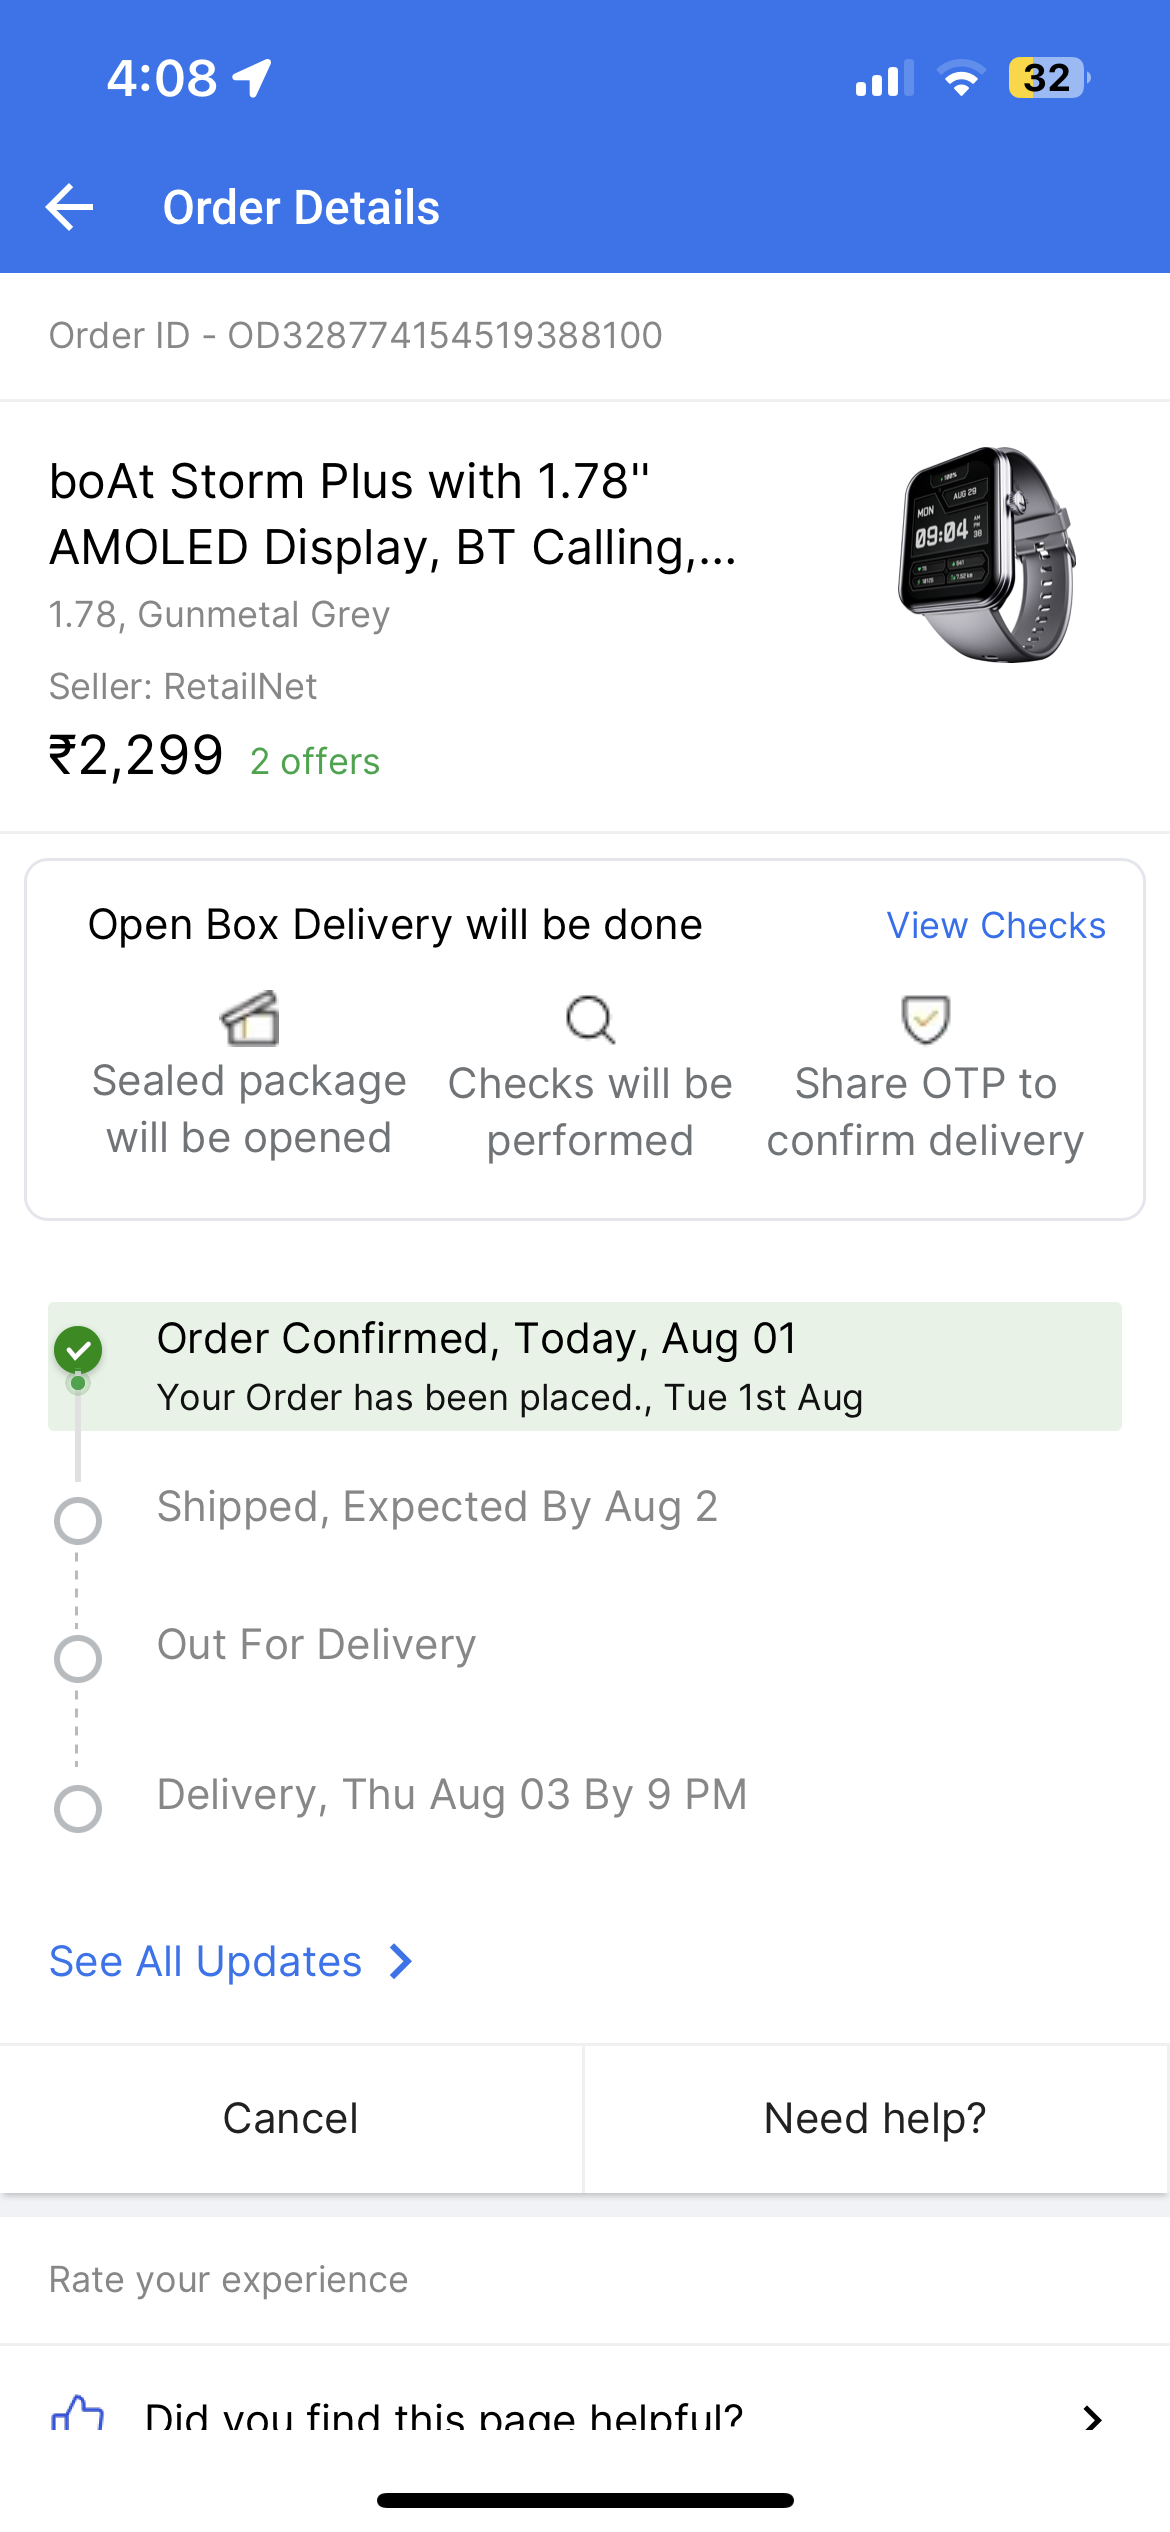 4:08
32
Order Details
Order ID - OD328774154519388100
boAt Storm Plus with 1.78"
AMOLED Display, BT Calling,...
1.78, Gunmetal Grey
Seller: RetailNet
₹2,299 2 offers
100%
AUG 29
MON
09:04
AM
PM
38
Open Box Delivery will be done
View Checks
Sealed package
will be opened
Checks will be
performed
Share OTP to
confirm delivery
Order Confirmed, Today, Aug 01
Your Order has been placed., Tue 1st Aug
Shipped, Expected By Aug 2
Out For Delivery
Delivery, Thu Aug 03 By 9 PM
See All Updates
Cancel
Need help?
Rate your experience
Did you find this page helpful?